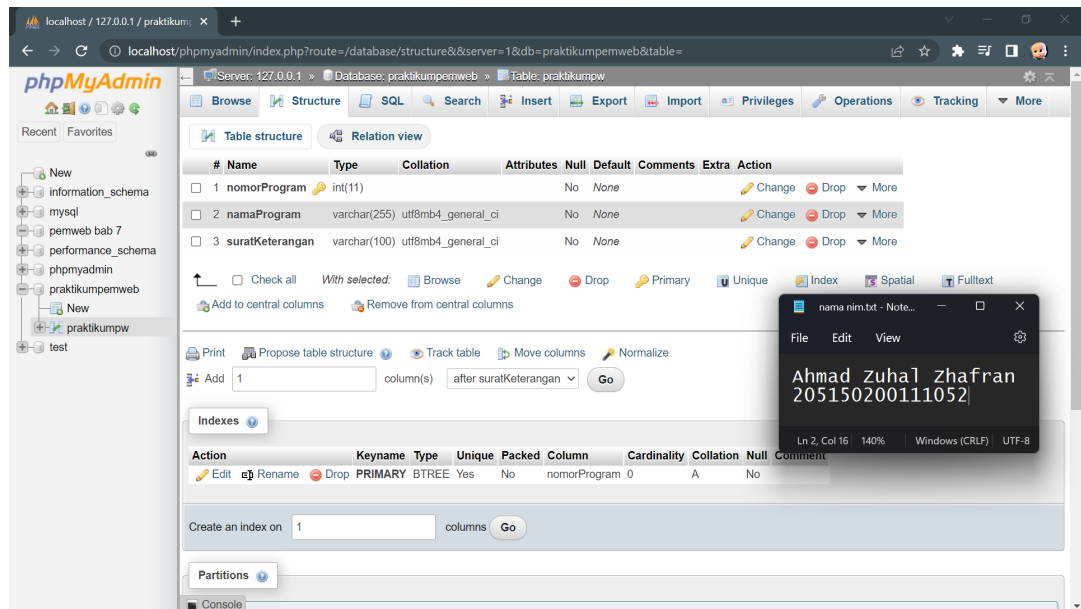 localhost / 127.0.0.1 / praktikum
localhost/phpmyadmin/index.php?route=/database/structure&&server=1&db=praktikumpemweb&table=
phpMyAdmin
Recent Favorites
New
information_schema
mysql
pemweb bab 7
performance_schema
phpmyadmin
praktikumpemweb
New
praktikumpw
test
Server: 127.0.0.1 » Database: praktikumpemweb » Table: praktikumpw
Browse Structure SQL Search Insert Export Import Privileges Operations Tracking More
Table structure Relation view
# Name Type Collation Attributes Null Default Comments Extra Action
1 nomorProgram int(11) No None Change Drop More
2 namaProgram varchar(255) utf8mb4_general_ci No None Change Drop More
3 suratKeterangan varchar(100) utf8mb4_general_ci No None Change Drop More
Check all With selected: Browse Change Drop Primary Unique Index Spatial Fulltext
Add to central columns Remove from central columns
Print Propose table structure Track table Move columns Normalize
Add 1 column(s) after suratKeterangan Go
Indexes
Action Keyname Type Unique Packed Column Cardinality Collation Null Comment
Edit Rename Drop PRIMARY BTREE Yes No nomorProgram 0 A No
Create an index on 1 columns Go
Partitions
Console
nama nim.txt - Note...
File Edit View
Ahmad Zuhal Zhafran
205150200111052
Ln 2, Col 16 140% Windows (CRLF) UTF-8